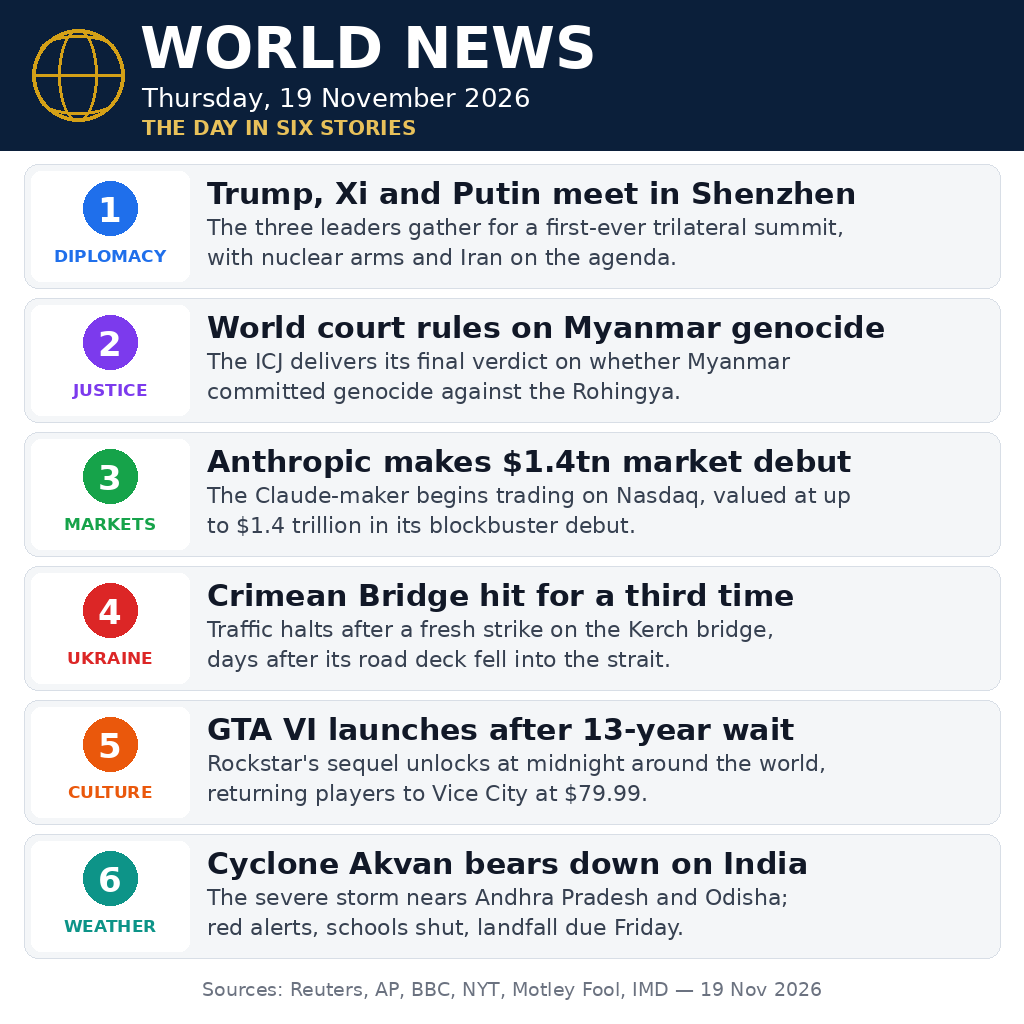 WORLD NEWS
Thursday, 19 November 2026
THE DAY IN SIX STORIES
1
DIPLOMACY
Trump, Xi and Putin meet in Shenzhen
The three leaders gather for a first-ever trilateral summit,
with nuclear arms and Iran on the agenda.
2
JUSTICE
World court rules on Myanmar genocide
The ICJ delivers its final verdict on whether Myanmar
committed genocide against the Rohingya.
3
MARKETS
Anthropic makes $1.4tn market debut
The Claude-maker begins trading on Nasdaq, valued at up
to $1.4 trillion in its blockbuster debut.
4
UKRAINE
Crimean Bridge hit for a third time
Traffic halts after a fresh strike on the Kerch bridge,
days after its road deck fell into the strait.
5
CULTURE
GTA VI launches after 13-year wait
Rockstar's sequel unlocks at midnight around the world,
returning players to Vice City at $79.99.
6
WEATHER
Cyclone Akvan bears down on India
The severe storm nears Andhra Pradesh and Odisha;
red alerts, schools shut, landfall due Friday.
Sources: Reuters, AP, BBC, NYT, Motley Fool, IMD — 19 Nov 2026